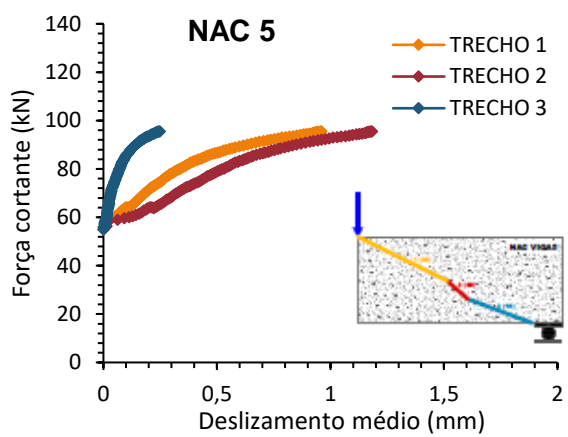 NAC 5
140
120
100
80
60
40
20
0
Força cortante (kN)
TRECHO 1
TRECHO 2
TRECHO 3
NAC VIGA5
0
0,5
1
1,5
2
Deslizamento médio (mm)